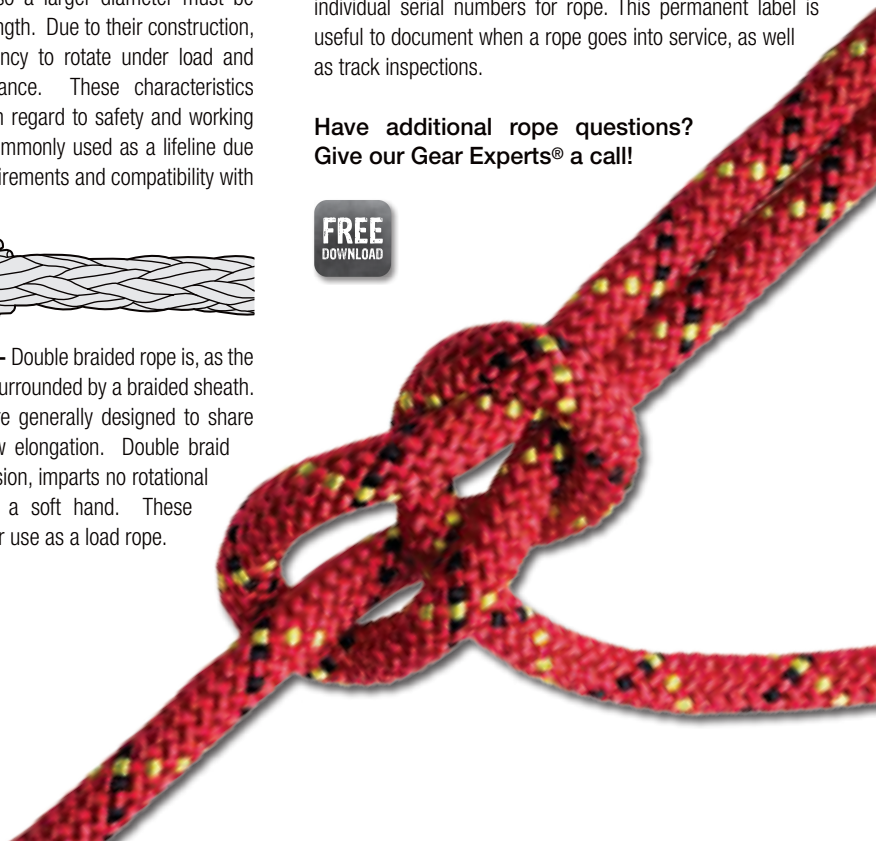 so a larger diameter must be
ngth. Due to their construction,
ncy to rotate under load and
ance. These characteristics
n regard to safety and working
mmonly used as a lifeline due
irements and compatibility with
- Double braided rope is, as the
urrounded by a braided sheath.
re generally designed to share
w elongation. Double braid
sion, imparts no rotational
a soft hand. These
r use as a load rope.
individual serial numbers for rope. This permanent label is
useful to document when a rope goes into service, as well
as track inspections.
Have additional rope questions?
Give our Gear Experts® a call!
FREE
DOWNLOAD